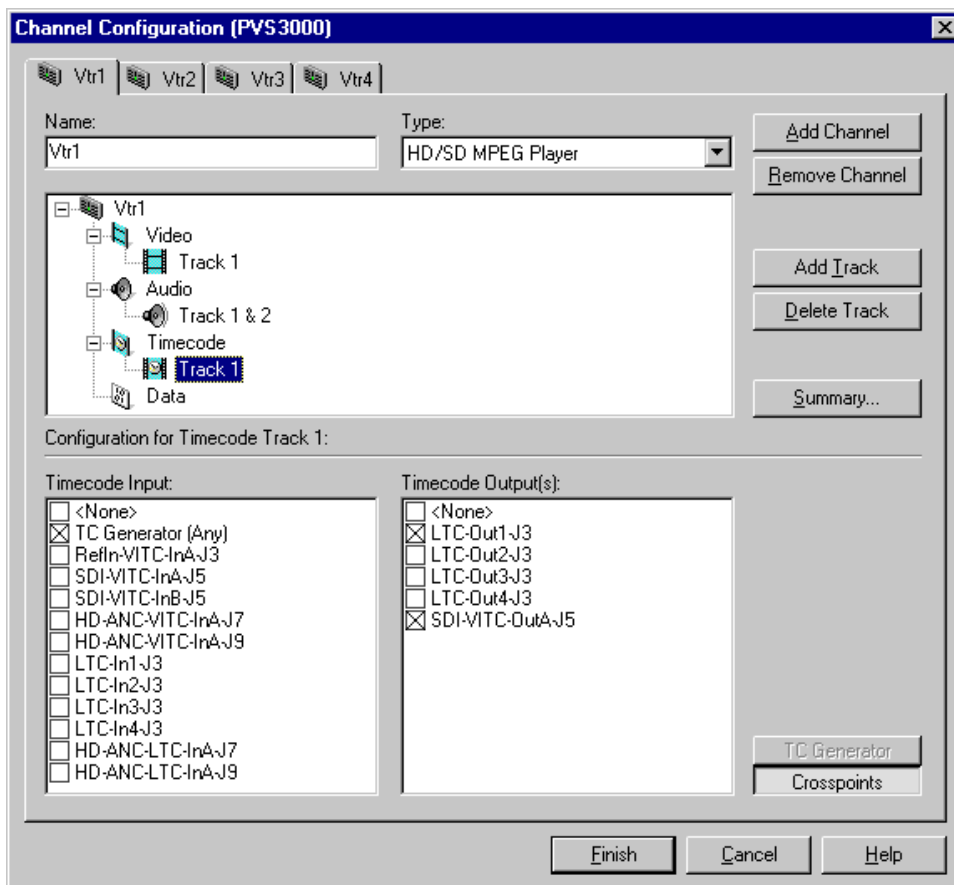 Channel Configuration (PVS3000)
Vtr1 Vtr2 Vtr3 Vtr4
Name: Type:
Vtr1 HD/SD MPEG Player
Add Channel
Remove Channel
Vtr1
Video
Track 1
Audio
Track 1 & 2
Timecode
Track 1
Data
Add Track
Delete Track
Summary...
Configuration for Timecode Track 1:
Timecode Input:
<None>
TC Generator (Any)
RefIn-VITC-InA-J3
SDI-VITC-InA-J5
SDI-VITC-InB-J5
HD-ANC-VITC-InA-J7
HD-ANC-VITC-InA-J9
LTC-In1-J3
LTC-In2-J3
LTC-In3-J3
LTC-In4-J3
HD-ANC-LTC-InA-J7
HD-ANC-LTC-InA-J9
Timecode Output(s):
<None>
LTC-Out1-J3
LTC-Out2-J3
LTC-Out3-J3
LTC-Out4-J3
SDI-VITC-OutA-J5
TC Generator
Crosspoints
Finish Cancel Help